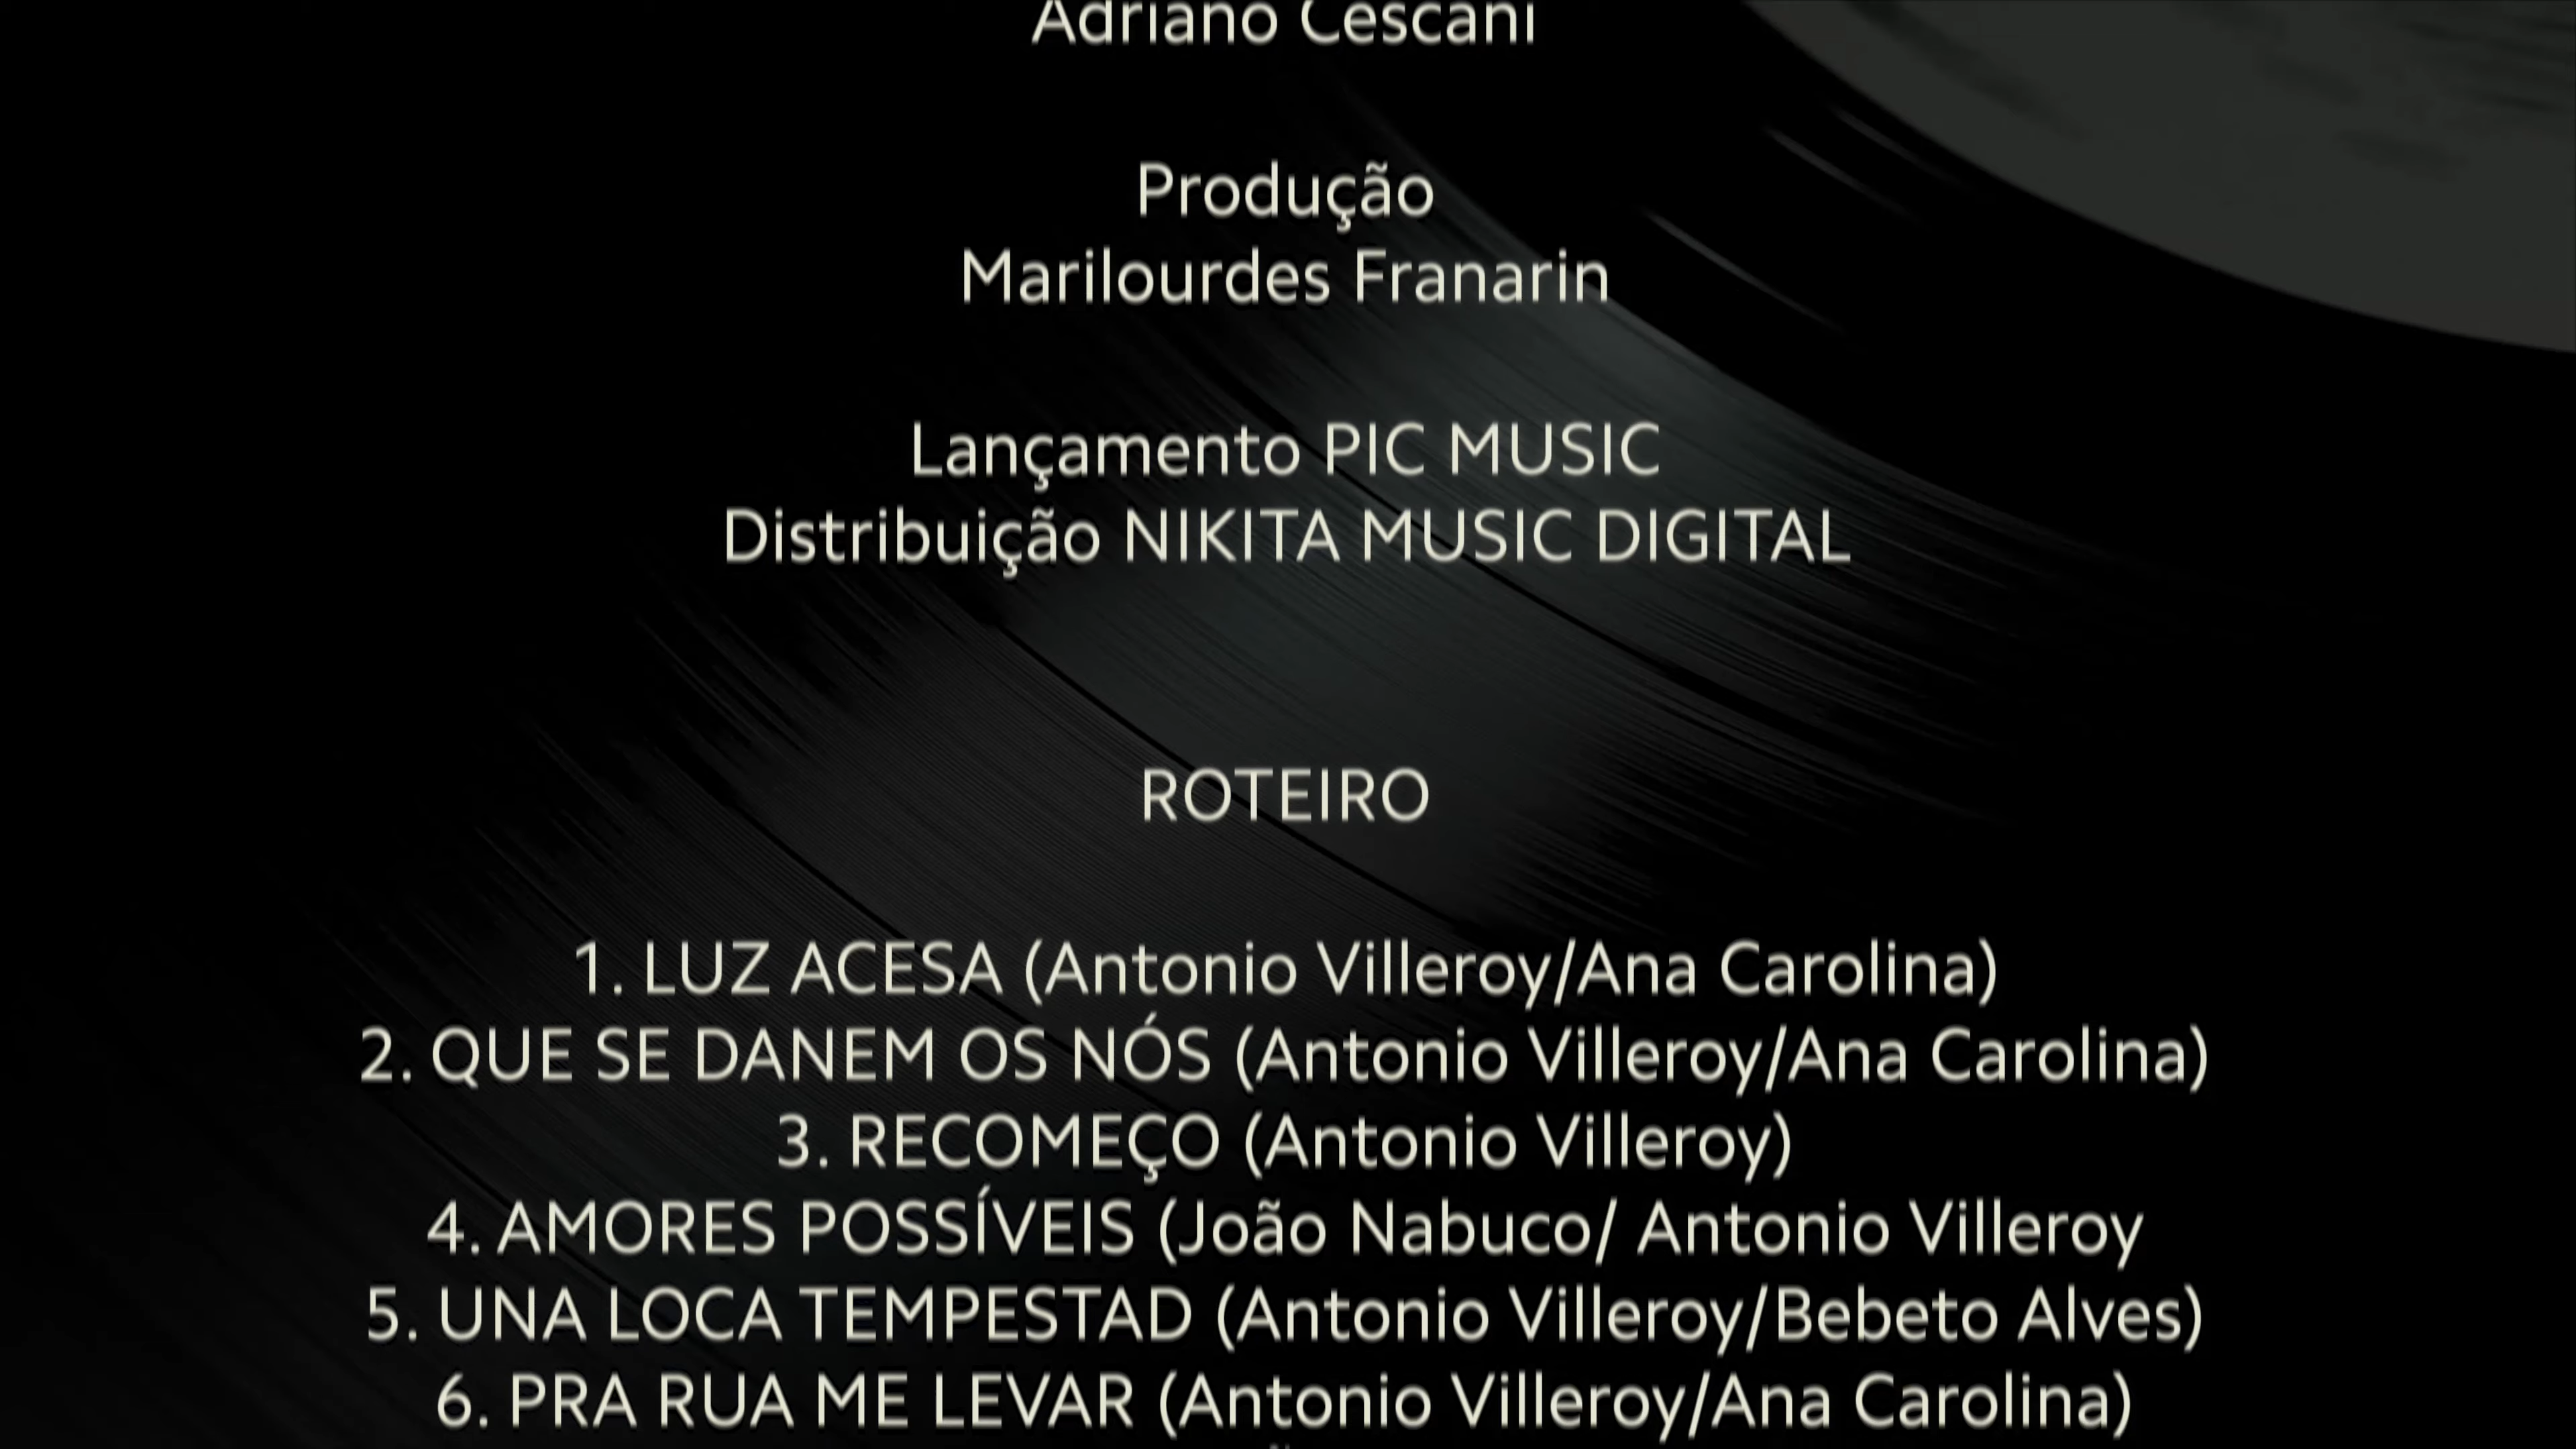 Adriano Cescani
Produção
Marilourdes Franarin
Lançamento PIC MUSIC
Distribuição NIKITA MUSIC DIGITAL
ROTEIRO
1. LUZ ACESA (Antonio Villeroy/Ana Carolina)
2. QUE SE DANEM OS NÓS (Antonio Villeroy/Ana Carolina)
3. RECOMEÇO (Antonio Villeroy)
4. AMORES POSSÍVEIS (João Nabuco/ Antonio Villeroy
5. UNA LOCA TEMPESTAD (Antonio Villeroy/Bebeto Alves)
6. PRA RUA ME LEVAR (Antonio Villeroy/Ana Carolina)